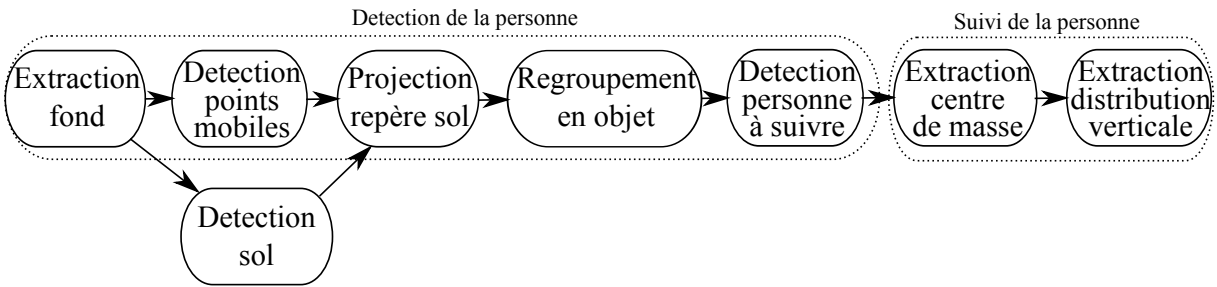 Detection de la personne
Suivi de la personne
Extraction
fond
Detection
points
mobiles
Projection
repère sol
Regroupement
en objet
Detection
personne
à suivre
Extraction
centre
de masse
Extraction
distribution
verticale
Detection
sol